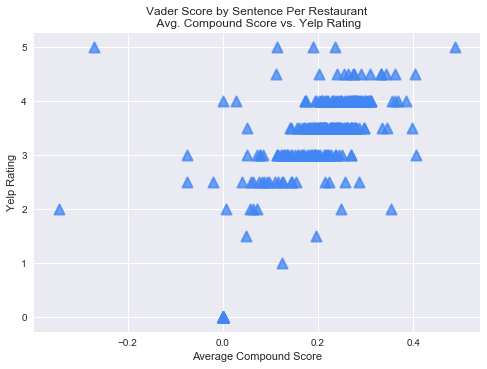 Vader Score by Sentence Per Restaurant
Avg. Compound Score vs. Yelp Rating
5
4
3
2
1
0
Yelp Rating
−0.2
0.0
0.2
0.4
Average Compound Score